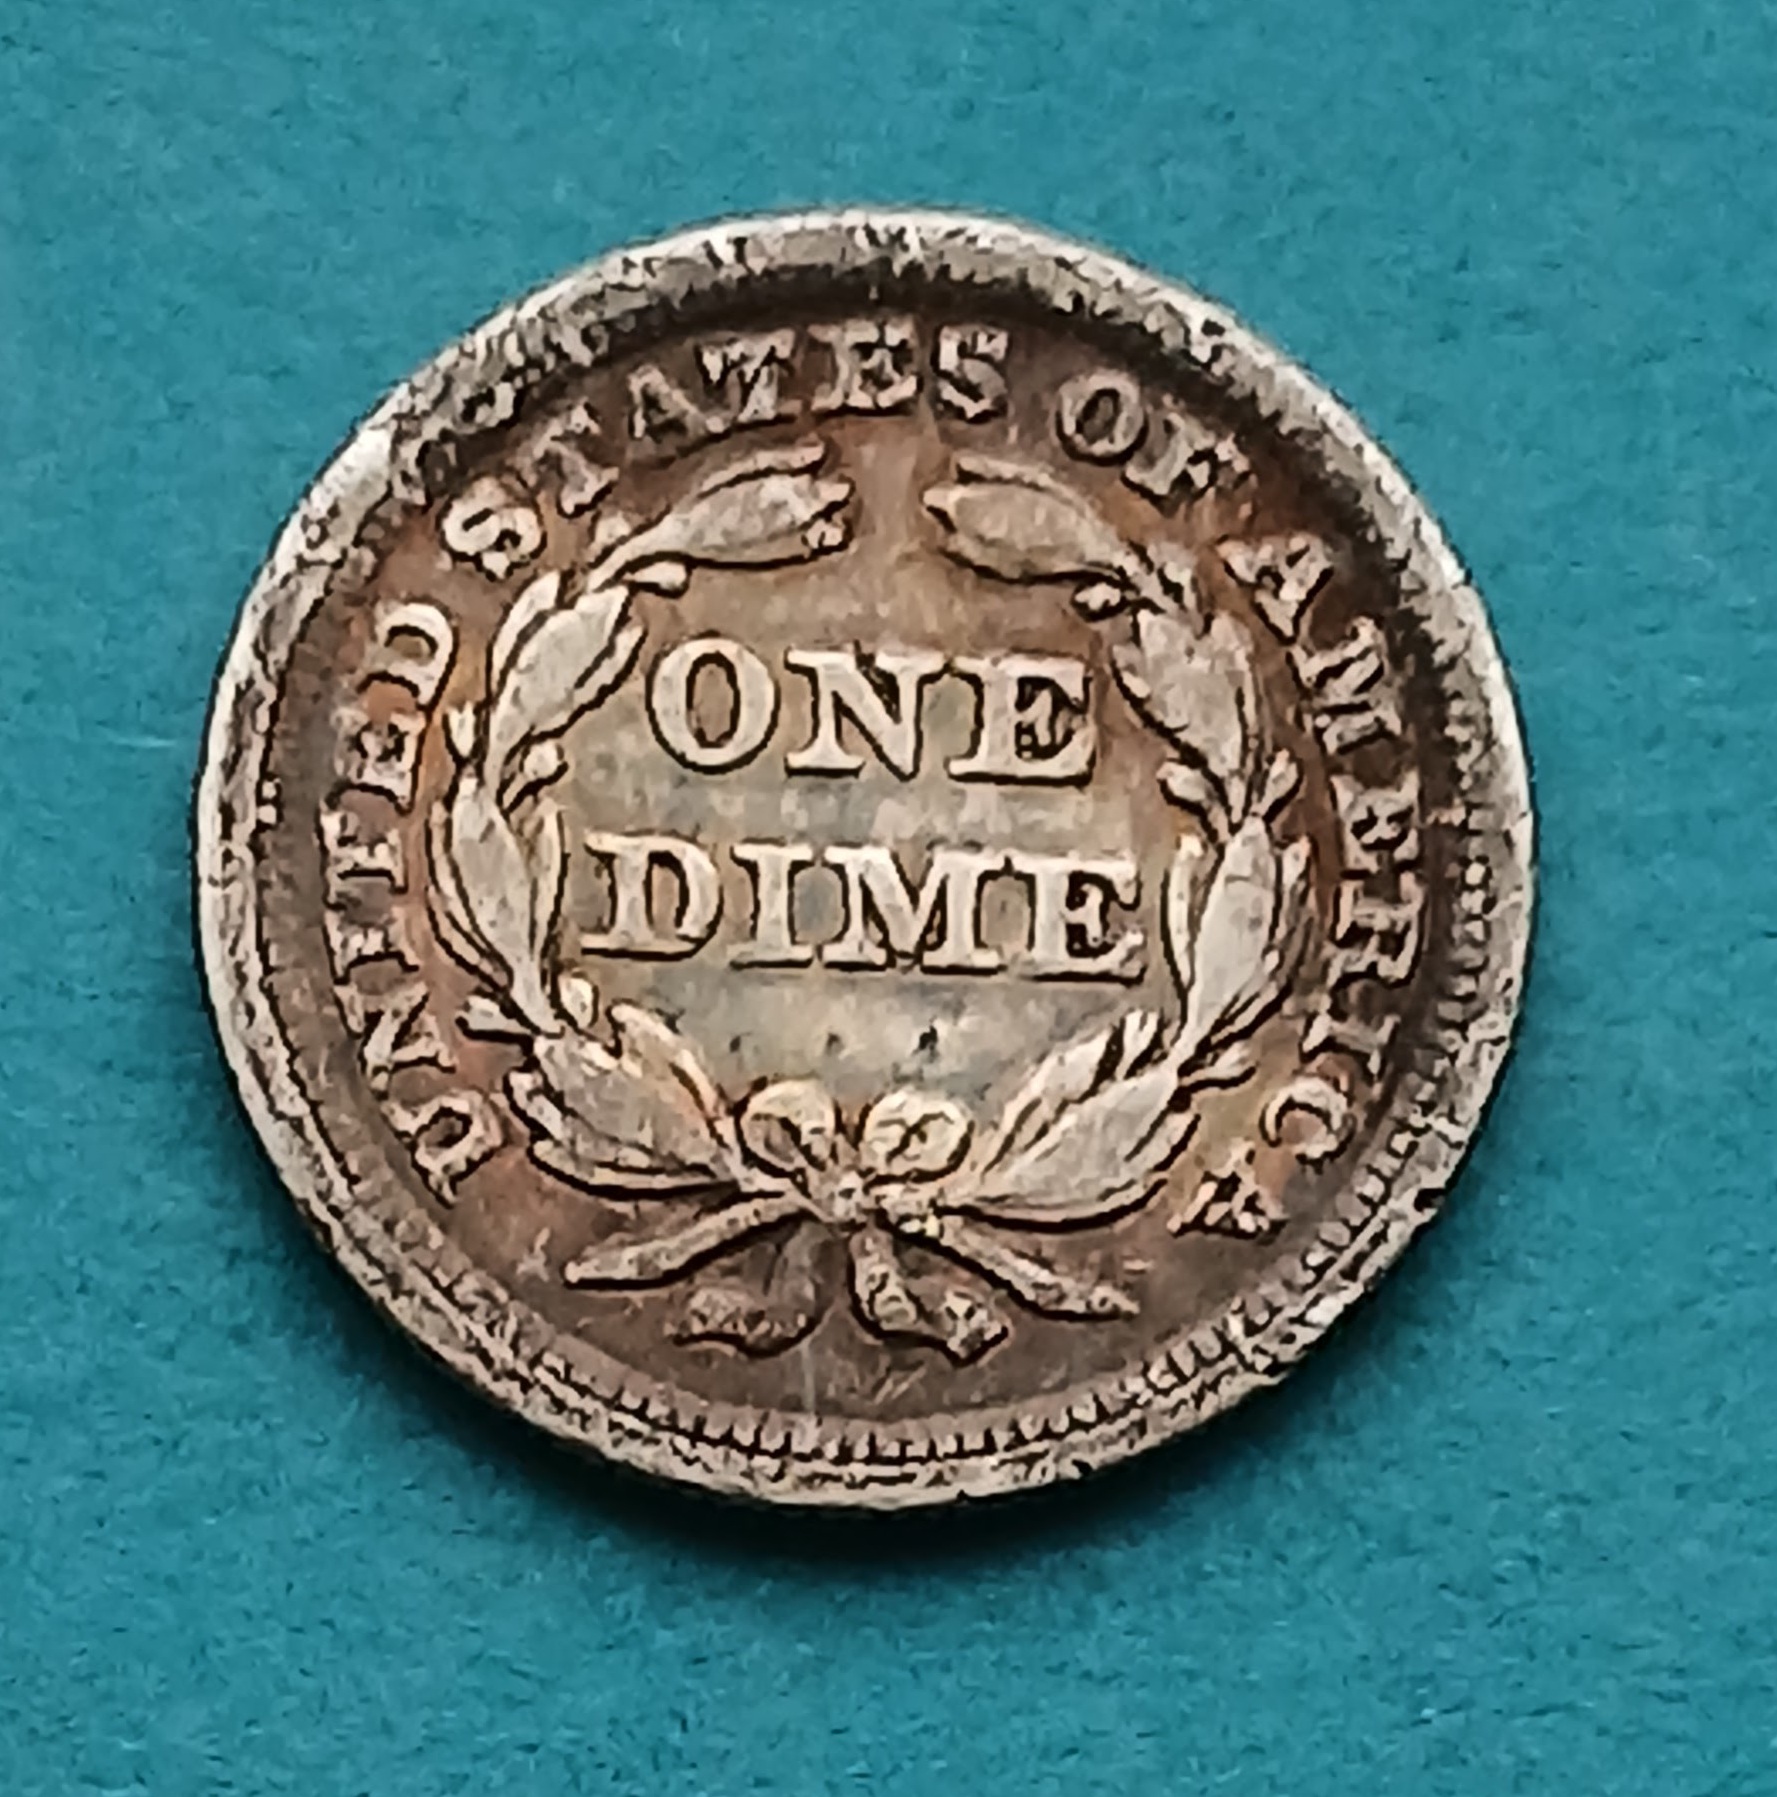 UNITED STATES OF AMERICA
ONE
DIME